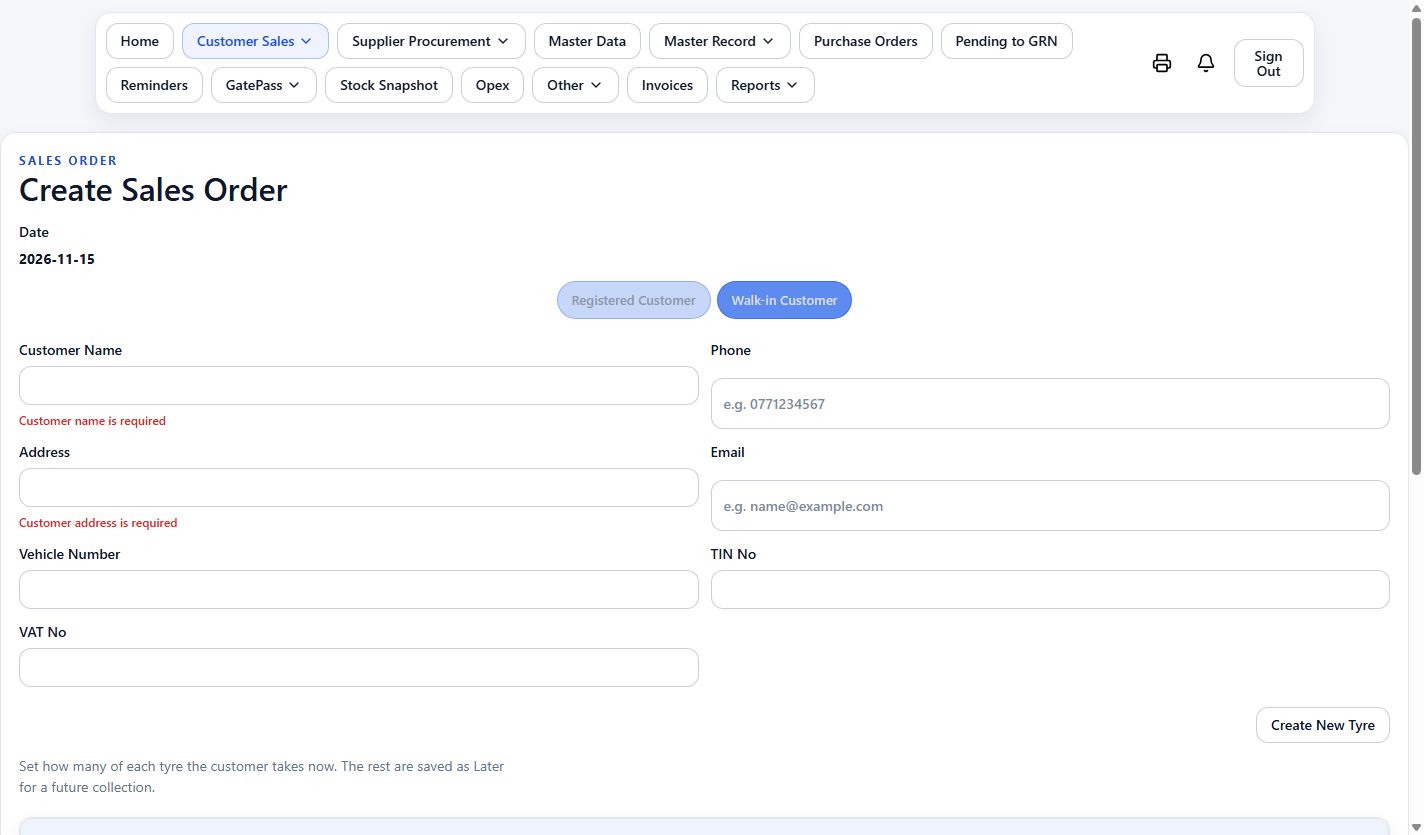 Home
Customer Sales
Supplier Procurement
Master Data
Master Record
Purchase Orders
Pending to GRN
Reminders
GatePass
Stock Snapshot
Opex
Other
Invoices
Reports
Sign
Out
SALES ORDER
Create Sales Order
Date
2026-11-15
Registered Customer
Walk-in Customer
Customer Name
Phone
e.g. 0771234567
Customer name is required
Address
Email
e.g. name@example.com
Customer address is required
Vehicle Number
TIN No
VAT No
Create New Tyre
Set how many of each tyre the customer takes now. The rest are saved as Later
for a future collection.